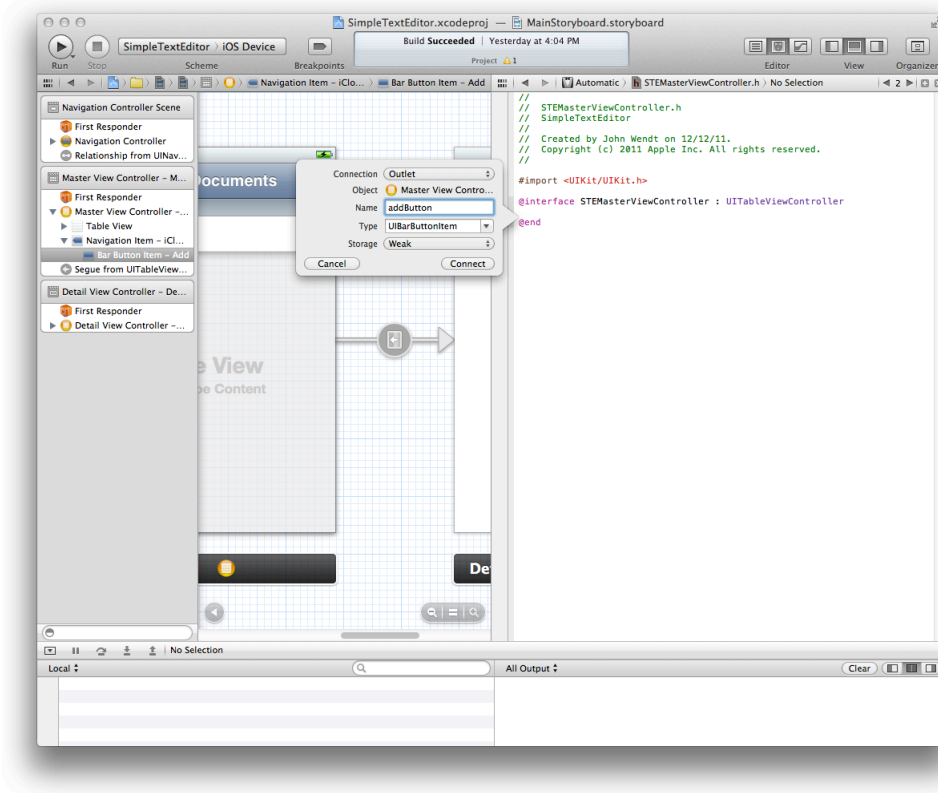 SimpleTextEditor.xcodeproj — MainStoryboard.storyboard
Run Stop
SimpleTextEditor 〉 iOS Device
Scheme
Breakpoints
Build Succeeded | Yesterday at 4:04 PM
Project 1
Editor
View
Organizer
Navigation Item – iClo...
Bar Button Item – Add
Automatic
STEMasterViewController.h
No Selection
2
Navigation Controller Scene
First Responder
Navigation Controller
Relationship from UINav...
Master View Controller – M...
First Responder
Master View Controller –...
Table View
Navigation Item – iCl...
Bar Button Item – Add
Segue from UITableView...
Detail View Controller – De...
First Responder
Detail View Controller –...
Documents
Connection Outlet
Object Master View Contro...
Name addButton
Type UIBarButtonItem
Storage Weak
Cancel Connect
e View
pe Content
De
//
// STEMasterViewController.h
// SimpleTextEditor
//
// Created by John Wendt on 12/12/11.
// Copyright (c) 2011 Apple Inc. All rights reserved.
//
#import <UIKit/UIKit.h>
@interface STEMasterViewController : UITableViewController
@end
No Selection
Local
All Output
Clear